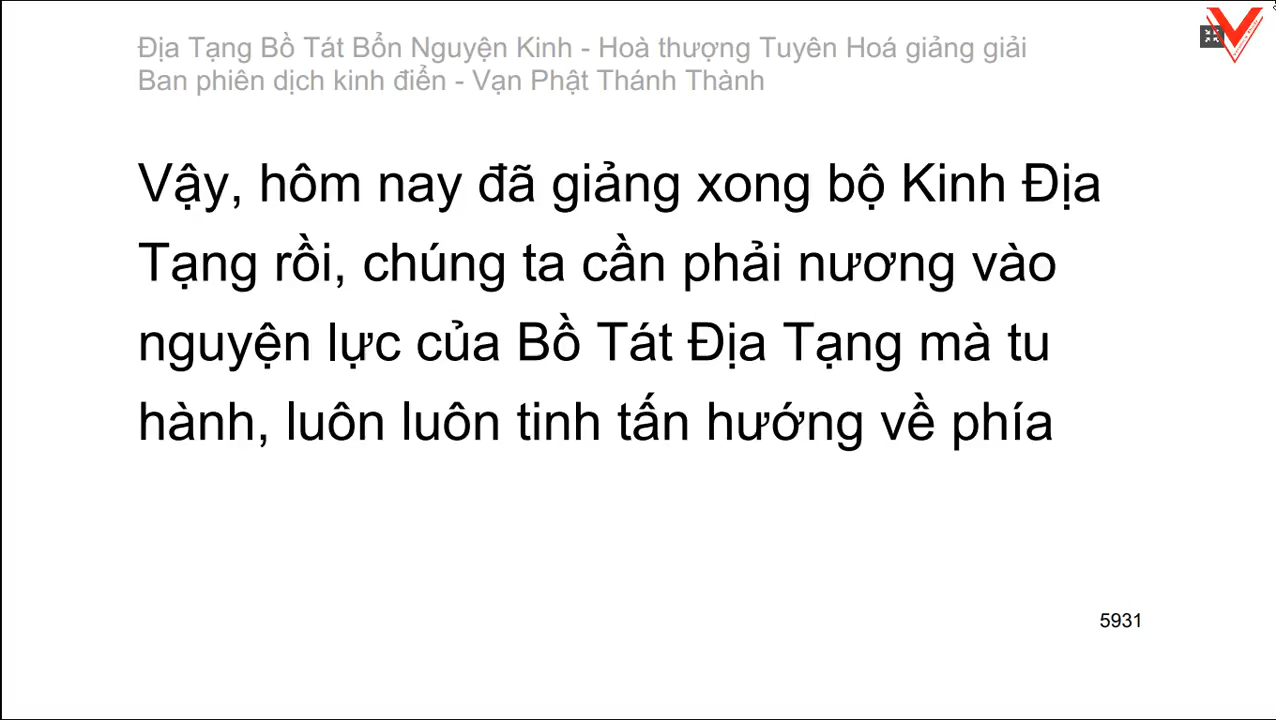 Địa Tạng Bồ Tát Bổn Nguyện Kinh - Hoà thượng Tuyên Hoá giảng giải
Ban phiên dịch kinh điển - Vạn Phật Thánh Thành
Vậy, hôm nay đã giảng xong bộ Kinh Địa
Tạng rồi, chúng ta cần phải nương vào
nguyện lực của Bồ Tát Địa Tạng mà tu
hành, luôn luôn tinh tấn hướng về phía
5931